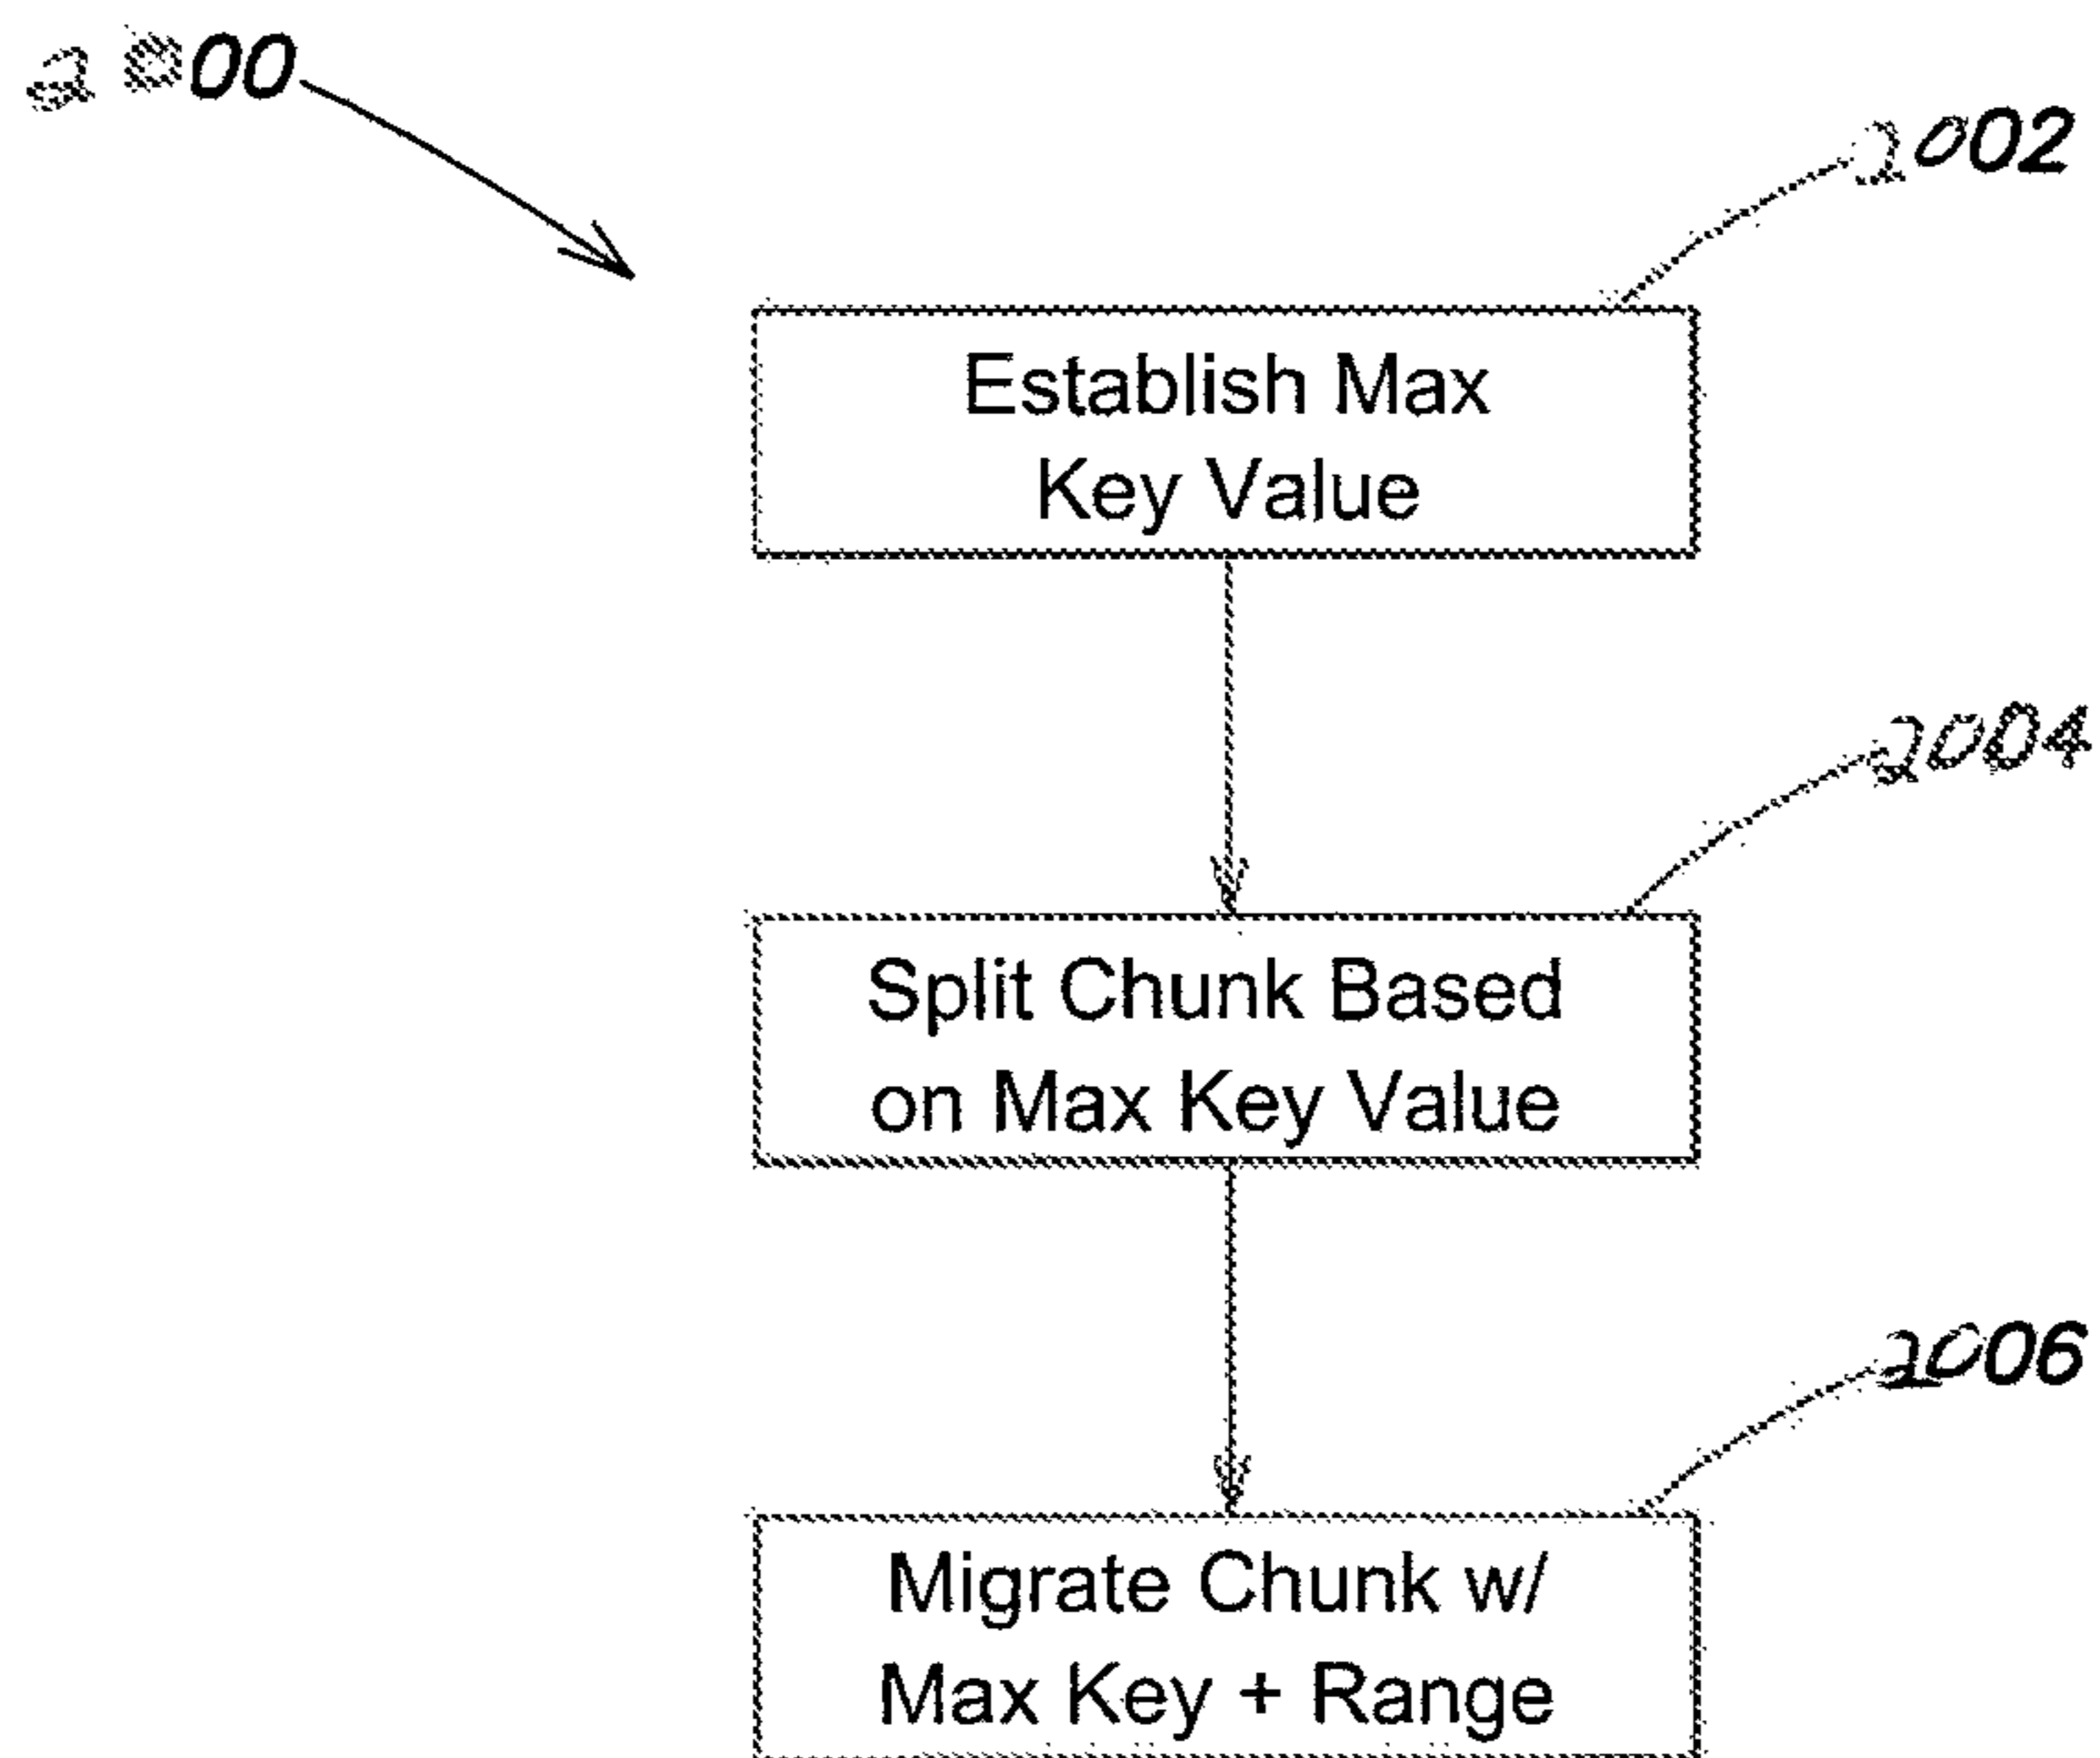 2002
Establish Max
Key Value
2004
Split Chunk Based
on Max Key Value
2006
Migrate Chunk w/
Max Key + Range